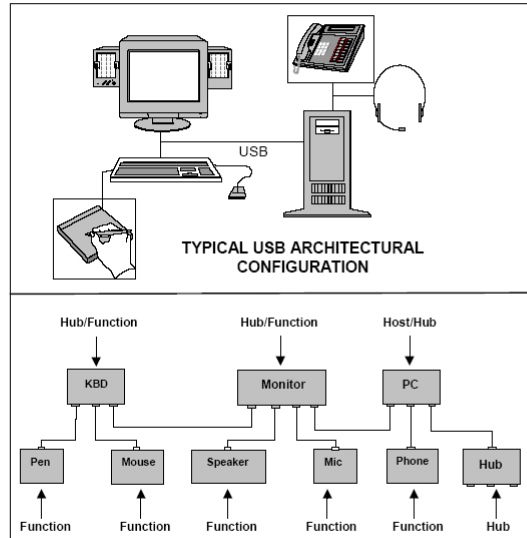 USB
TYPICAL USB ARCHITECTURAL
CONFIGURATION
Hub/Function Hub/Function Host/Hub
KBD Monitor PC
Pen Mouse Speaker Mic Phone Hub
Function Function Function Function Function Hub